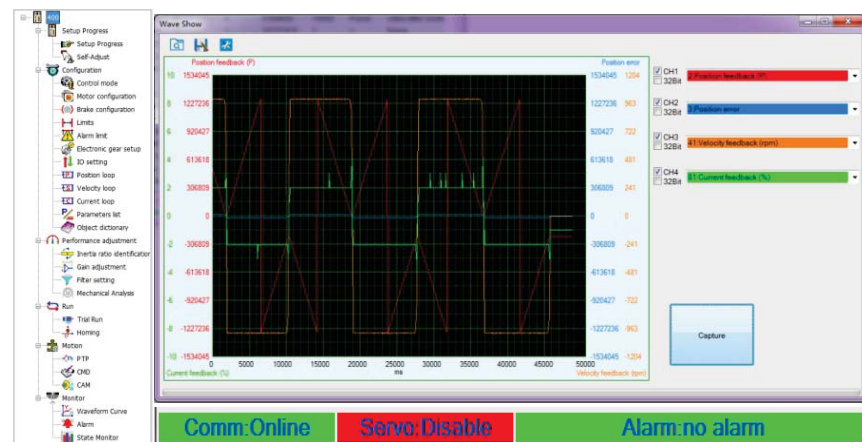 400
Setup Progress
Setup Progress
Self-Adjust
Configuration
Control mode
Motor configuration
Brake configuration
Limits
Alarm limit
Electronic gear setup
IO setting
Position loop
Velocity loop
Current loop
Parameters list
Object dictionary
Performance adjustment
Inertia ratio identificator
Gain adjustment
Filter setting
Mechanical Analysis
Run
Trial Run
Homing
Motion
PTP
CMD
CAM
Monitor
Waveform Curve
Alarm
State Monitor
Wave Show
Position feedback (P) Position error
10 1534045 1534045 1204
8 1227236 1227236 963
6 920427 920427 722
4 613618 613618 481
2 306809 306809 241
0 0 0 0
-2 -306809 -306809 -241
-4 -613618 -613618 -481
-6 -920427 -920427 -722
-8 -1227236 -1227236 -963
-10 -1534045 -1534045 -1204
0 5000 10000 15000 20000 25000 30000 35000 40000 45000 50000
ms
Current feedback (%) Velocity feedback (rpm)
CH1 2:Position feedback (P)
32Bit
CH2 3:Position error
32Bit
CH3 41:Velocity feedback (rpm)
32Bit
CH4 81:Current feedback (%)
32Bit
Capture
Comm:Online Servo:Disable Alarm:no alarm